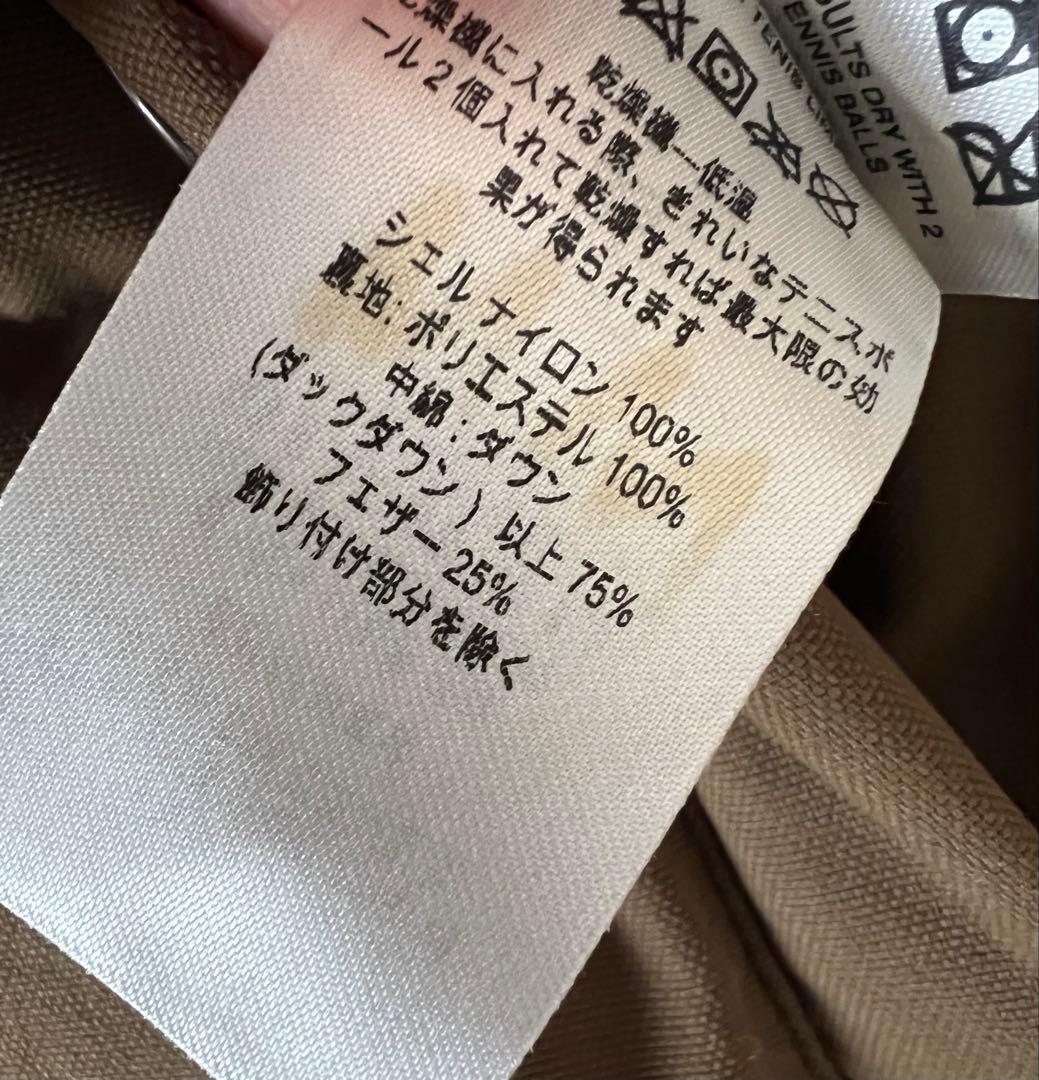 SULTS DRY WITH 2
TENNIS BALLS
乾燥機—低温
乾燥機に入れる際、きれいなテニスボ
ール2個入れて乾燥すれば最大限の効
果が得られます
シェル ナイロン 100%
裏地: ポリエステル 100%
中綿: ダウン
(ダックダウン) 以上 75%
フェザー 25%
飾り付け部分を除く